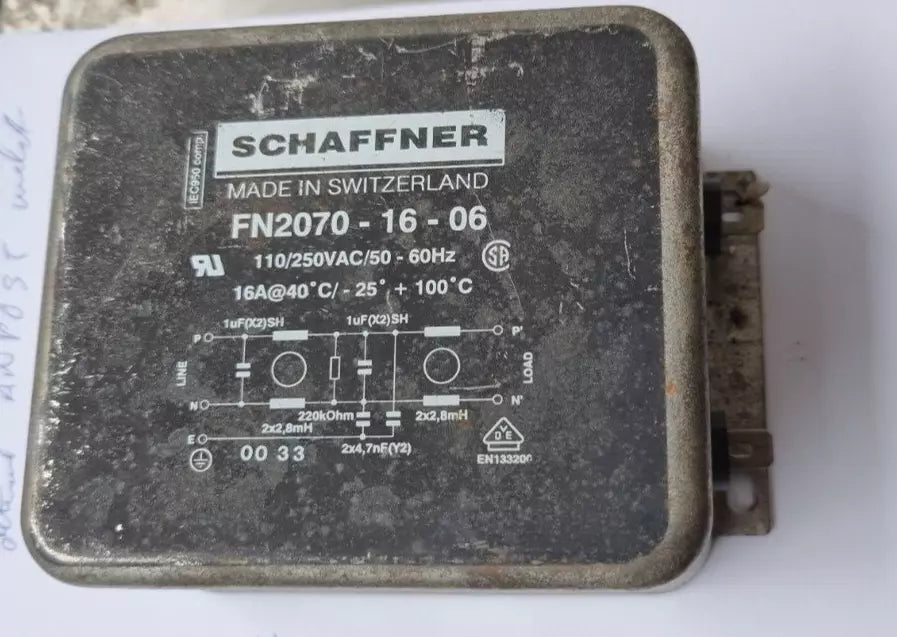 IEC950 comp.
SCHAFFNER
MADE IN SWITZERLAND
FN2070 - 16 - 06
110/250VAC/50 - 60Hz
16A@40°C/ - 25° + 100°C
1uF(X2)SH 1uF(X2)SH
P P'
LINE LOAD
N N'
220kOhm 2x2,8mH
2x2,8mH
E
2x4,7nF(Y2)
00 33
VDE
EN133200